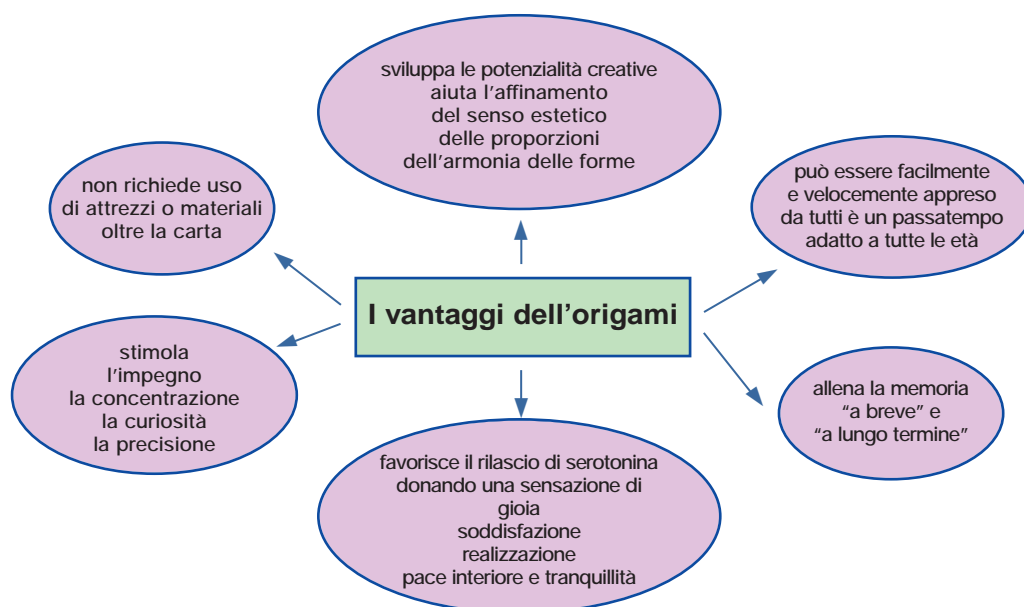 sviluppa le potenzialità creative
aiuta l'affinamento
del senso estetico
delle proporzioni
dell'armonia delle forme
non richiede uso
di attrezzi o materiali
oltre la carta
può essere facilmente
e velocemente appreso
da tutti è un passatempo
adatto a tutte le età
I vantaggi dell'origami
stimola
l'impegno
la concentrazione
la curiosità
la precisione
allena la memoria
"a breve" e
"a lungo termine"
favorisce il rilascio di serotonina
donando una sensazione di
gioia
soddisfazione
realizzazione
pace interiore e tranquillità